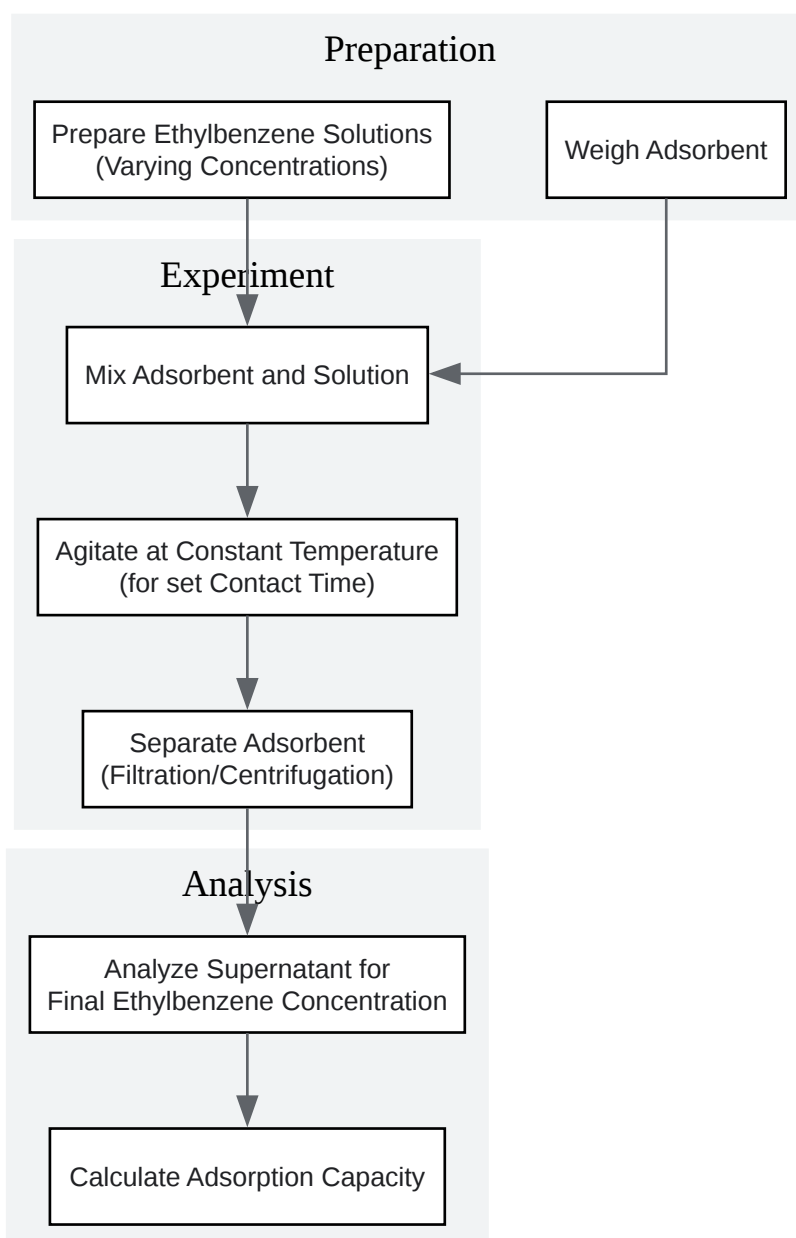 Preparation
Prepare Ethylbenzene Solutions
(Varying Concentrations)
Weigh Adsorbent
Experiment
Mix Adsorbent and Solution
Agitate at Constant Temperature
(for set Contact Time)
Separate Adsorbent
(Filtration/Centrifugation)
Analysis
Analyze Supernatant for
Final Ethylbenzene Concentration
Calculate Adsorption Capacity